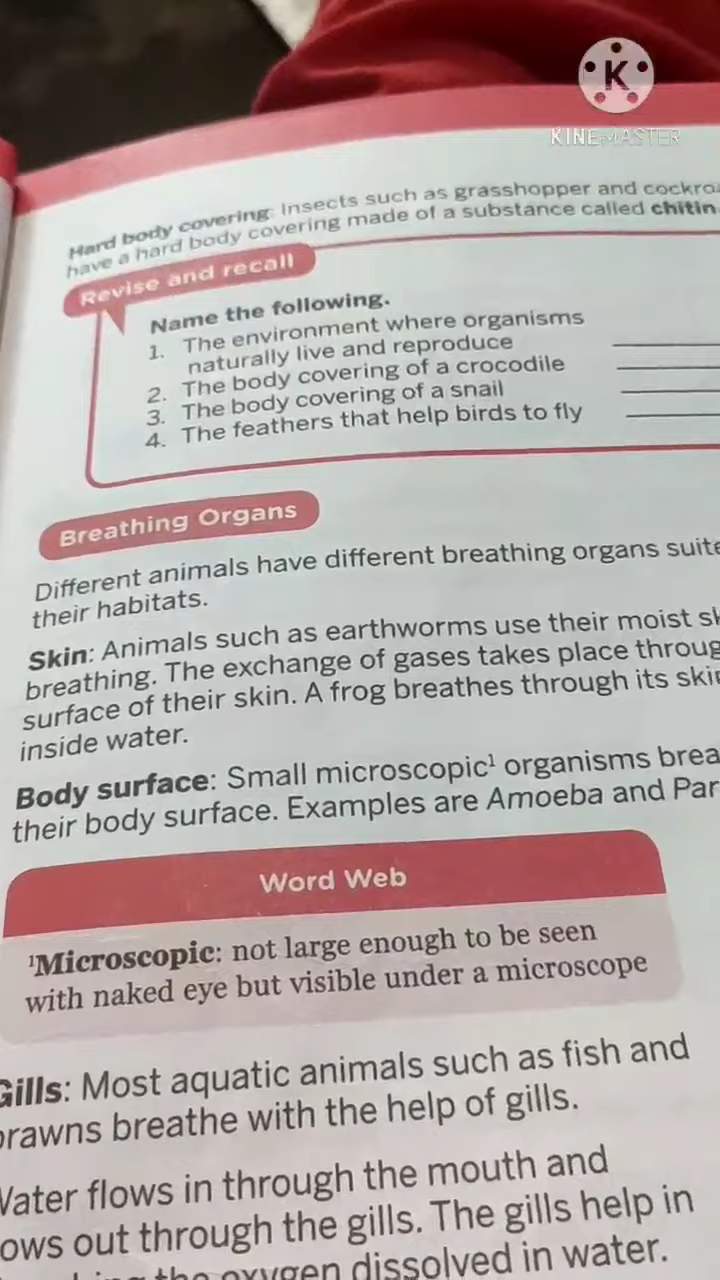 K
KINEMASTER
Hard body covering: Insects such as grasshopper and
have a hard body covering made of a substance called chitin
Revise and recall
Name the following.
1. The environment where organisms
naturally live and reproduce
2. The body covering of a crocodile
3. The body covering of a snail
4. The feathers that help birds to fly
Breathing Organs
Different animals have different breathing organs
their habitats.
Skin: Animals such as earthworms use their moist
breathing. The exchange of gases takes place
surface of their skin. A frog breathes through its
inside water.
Body surface: Small microscopic¹ organisms
their body surface. Examples are Amoeba and
Word Web
¹Microscopic: not large enough to be seen
with naked eye but visible under a microscope
Gills: Most aquatic animals such as fish and
prawns breathe with the help of gills.
Water flows in through the mouth and
ows out through the gills. The gills help in
the oxygen dissolved in water.